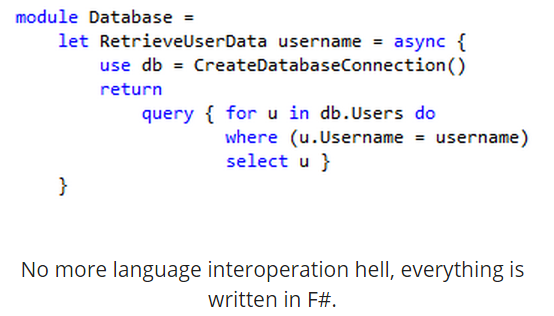 module Database =
    let RetrieveUserData username = async {
        use db = CreateDatabaseConnection()
        return
            query { for u in db.Users do
                    where (u.Username = username)
                    select u }
    }
No more language interoperation hell, everything is
written in F#.